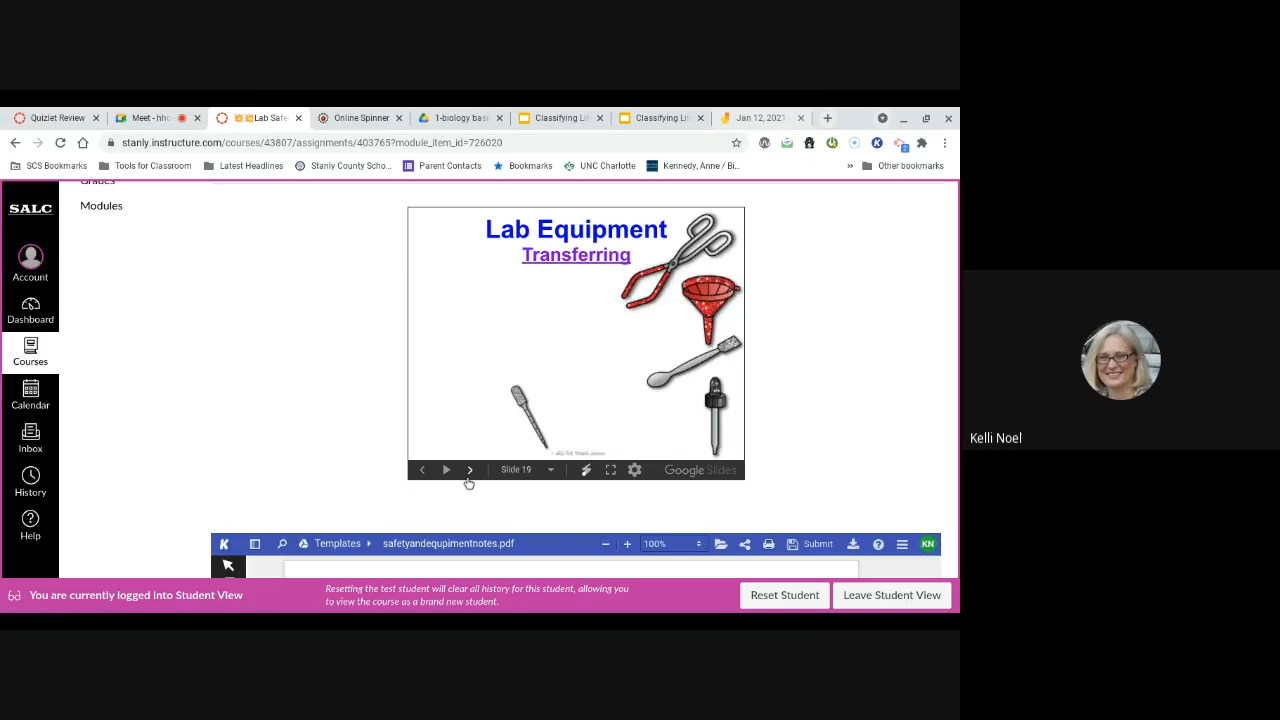 Quizlet Review
Meet - hhc
Lab Safe
Online Spinner
1-biology basi
Classifying Li
Classifying Li
Jan 12, 2021
stanly.instructure.com/courses/43807/assignments/403765?module_item_id=726020
SCS Bookmarks
Tools for Classroom
Latest Headlines
Stanly County Scho...
Parent Contacts
Bookmarks
UNC Charlotte
Kennedy, Anne / Bi...
»
Other bookmarks
Grades
Modules
SALC
Account
Dashboard
Courses
Calendar
Inbox
History
Help
Lab Equipment
Transferring
Slide 19
Google Slides
K
Templates
safetyandequpimentnotes.pdf
100%
Submit
KN
You are currently logged into Student View
Resetting the test student will clear all history for this student, allowing you
to view the course as a brand new student.
Reset Student
Leave Student View
Kelli Noel